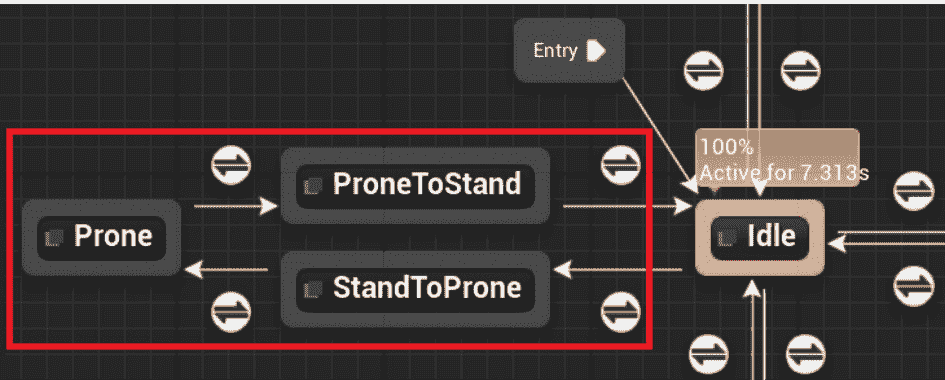 Entry
100%
Active for 7.313s
ProneToStand
Prone
Idle
StandToProne